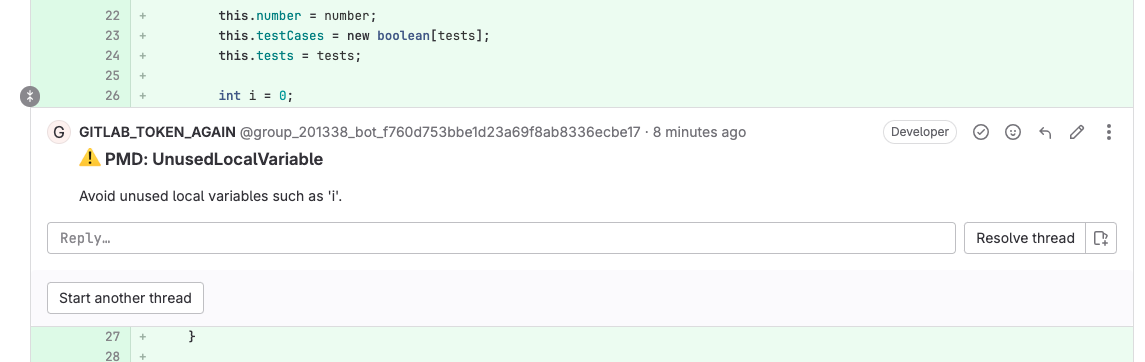 22 + this.number = number;
23 + this.testCases = new boolean[tests];
24 + this.tests = tests;
25 +
26 + int i = 0;
G GITLAB_TOKEN_AGAIN @group_201338_bot_f760d753bbe1d23a69f8ab8336ecbe17 · 8 minutes ago Developer
⚠️ PMD: UnusedLocalVariable
Avoid unused local variables such as 'i'.
Reply… Resolve thread
Start another thread
27 + }
28 +